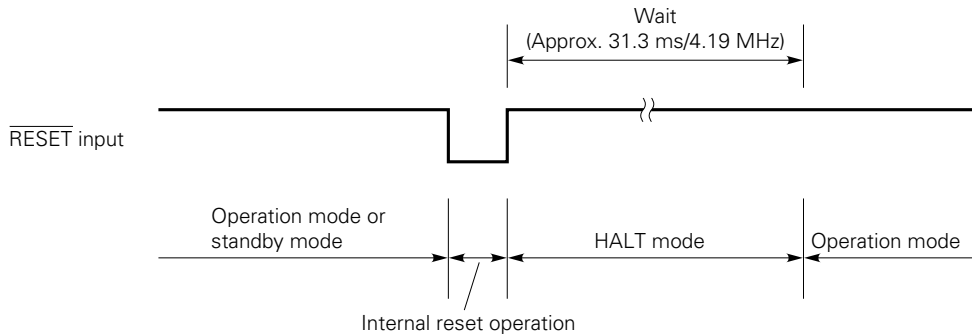 Wait
(Approx. 31.3 ms/4.19 MHz)
RESET input
Operation mode or
standby mode
HALT mode
Operation mode
Internal reset operation